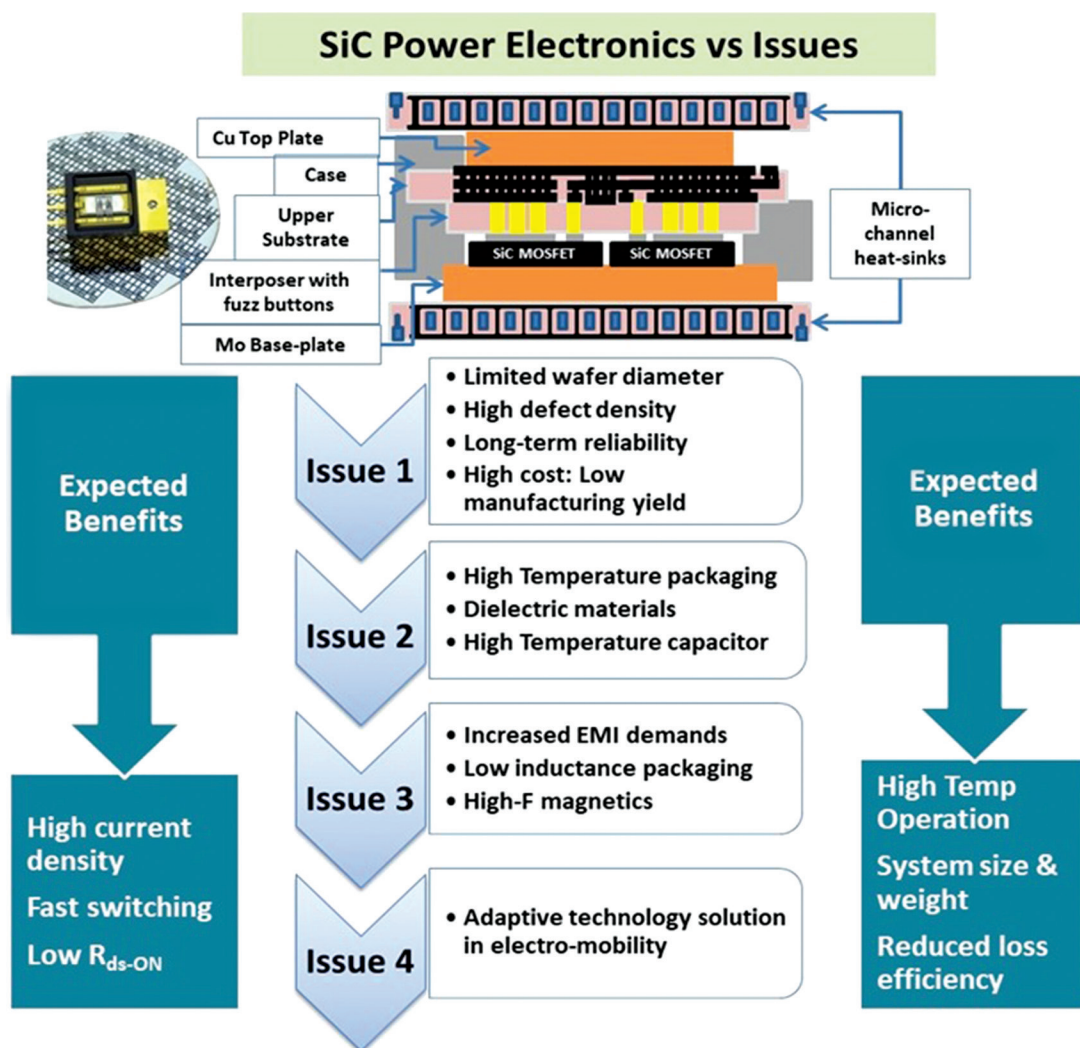 SiC Power Electronics vs Issues
Cu Top Plate
Case
Upper
Substrate
Interposer with
fuzz buttons
Mo Base-plate
SiC MOSFET
SiC MOSFET
Micro-
channel
heat-sinks
Expected
Benefits
High current
density
Fast switching
Low Rds-ON
Issue 1
• Limited wafer diameter
• High defect density
• Long-term reliability
• High cost: Low
manufacturing yield
Issue 2
• High Temperature packaging
• Dielectric materials
• High Temperature capacitor
Issue 3
• Increased EMI demands
• Low inductance packaging
• High-F magnetics
Issue 4
• Adaptive technology solution
in electro-mobility
Expected
Benefits
High Temp
Operation
System size &
weight
Reduced loss
efficiency